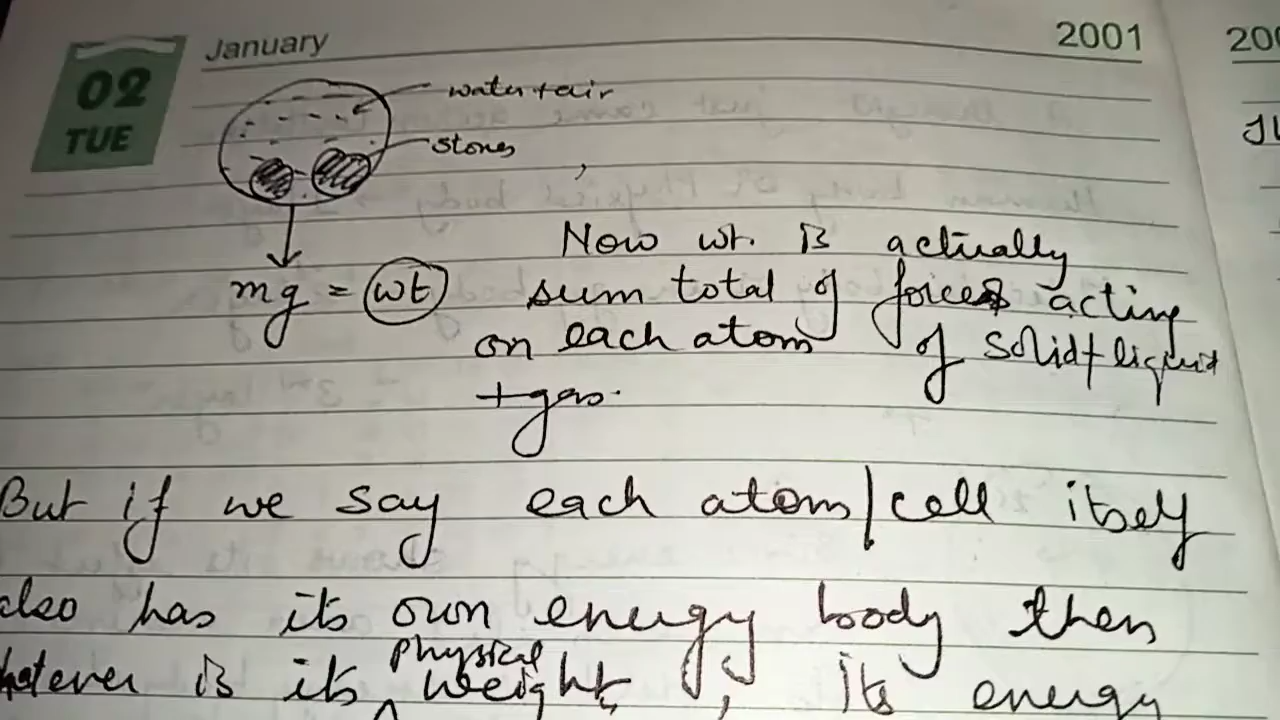 January 2001
200
02
TUE
water + air
stones
Now wt. is actually
mg = wt sum total of forces acting
on each atom of solid + liquid
+ gas.
But if we say each atom/cell itself
also has its own energy body then
physical
hatever is its weight, its energy